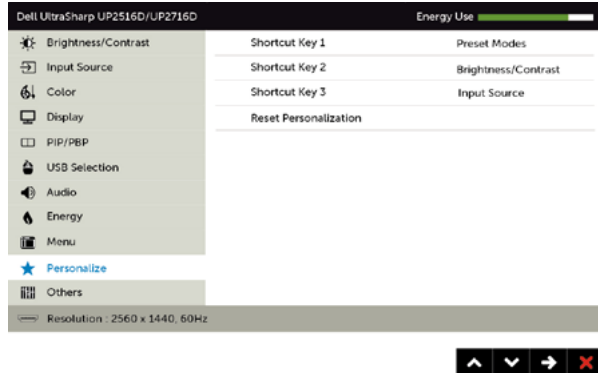 Dell UltraSharp UP2516D/UP2716D Energy Use
Brightness/Contrast Shortcut Key 1 Preset Modes
Input Source Shortcut Key 2 Brightness/Contrast
Color Shortcut Key 3 Input Source
Display Reset Personalization
PIP/PBP
USB Selection
Audio
Energy
Menu
Personalize
Others
Resolution : 2560 x 1440, 60Hz